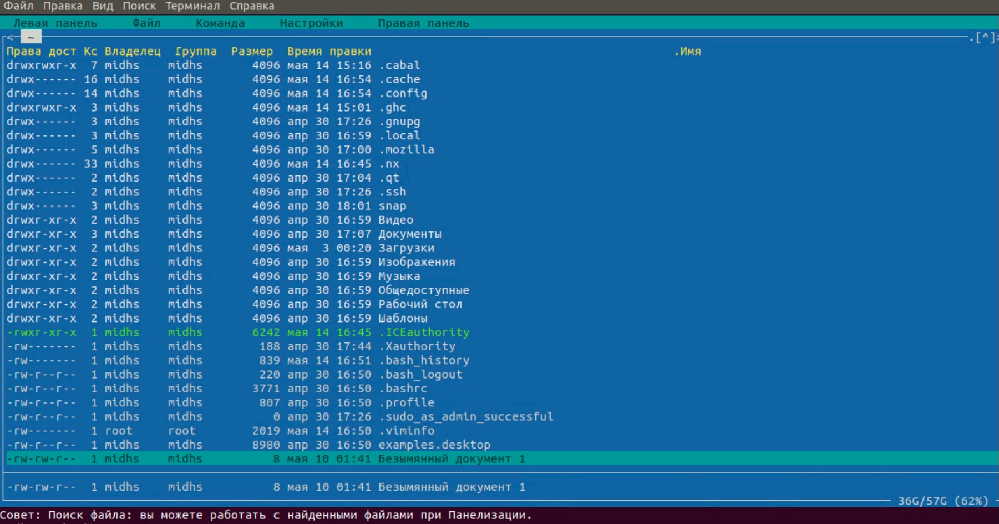 Файл Правка Вид Поиск Терминал Справка
Левая панель Файл Команда Настройки Правая панель
<─ ~ .[^]>
Права дост Кс Владелец Группа Размер Время правки .Имя
drwxrwxr-x 7 midhs midhs 4096 мая 14 15:16 .cabal
drwx------ 16 midhs midhs 4096 мая 14 16:54 .cache
drwx------ 14 midhs midhs 4096 мая 14 16:54 .config
drwxrwxr-x 3 midhs midhs 4096 мая 14 15:01 .ghc
drwx------ 3 midhs midhs 4096 апр 30 17:26 .gnupg
drwx------ 3 midhs midhs 4096 апр 30 16:59 .local
drwx------ 5 midhs midhs 4096 апр 30 17:00 .mozilla
drwx------ 33 midhs midhs 4096 мая 14 16:45 .nx
drwx------ 2 midhs midhs 4096 апр 30 17:04 .qt
drwx------ 2 midhs midhs 4096 апр 30 17:26 .ssh
drwx------ 3 midhs midhs 4096 апр 30 18:01 snap
drwxr-xr-x 2 midhs midhs 4096 апр 30 16:59 Видео
drwxr-xr-x 3 midhs midhs 4096 апр 30 17:07 Документы
drwxr-xr-x 2 midhs midhs 4096 мая 3 00:20 Загрузки
drwxr-xr-x 2 midhs midhs 4096 апр 30 16:59 Изображения
drwxr-xr-x 2 midhs midhs 4096 апр 30 16:59 Музыка
drwxr-xr-x 2 midhs midhs 4096 апр 30 16:59 Общедоступные
drwxr-xr-x 2 midhs midhs 4096 апр 30 16:59 Рабочий стол
drwxr-xr-x 2 midhs midhs 4096 апр 30 16:59 Шаблоны
-rwxr-xr-x 1 midhs midhs 6242 мая 14 16:45 .ICEauthority
-rw------- 1 midhs midhs 188 апр 30 17:44 .Xauthority
-rw------- 1 midhs midhs 839 мая 14 16:51 .bash_history
-rw-r--r-- 1 midhs midhs 220 апр 30 16:50 .bash_logout
-rw-r--r-- 1 midhs midhs 3771 апр 30 16:50 .bashrc
-rw-r--r-- 1 midhs midhs 807 апр 30 16:50 .profile
-rw-r--r-- 1 midhs midhs 0 апр 30 17:26 .sudo_as_admin_successful
-rw------- 1 root root 2019 мая 14 16:50 .viminfo
-rw-r--r-- 1 midhs midhs 8980 апр 30 16:50 examples.desktop
-rw-rw-r-- 1 midhs midhs 8 мая 10 01:41 Безымянный документ 1
-rw-rw-r-- 1 midhs midhs 8 мая 10 01:41 Безымянный документ 1
36G/57G (62%)
Совет: Поиск файла: вы можете работать с найденными файлами при Панелизации.